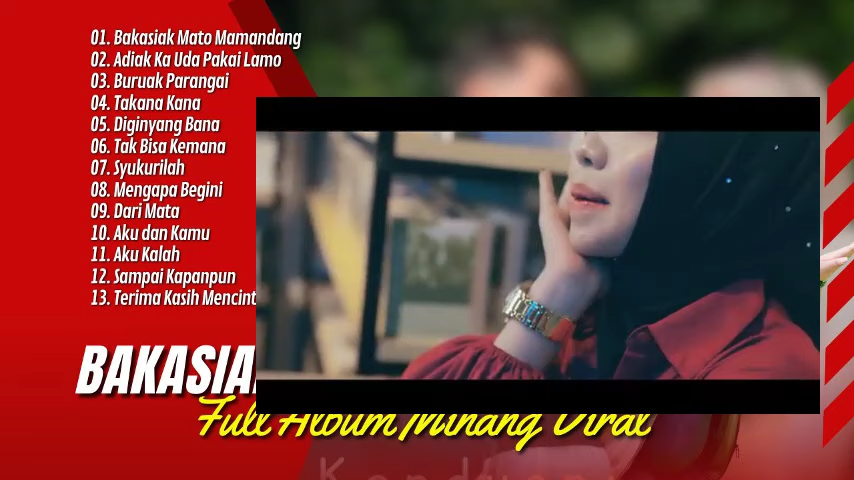 01. Bakasiak Mato Mamandang
02. Adiak Ka Uda Pakai Lamo
03. Buruak Parangai
04. Takana Kana
05. Diginyang Bana
06. Tak Bisa Kemana
07. Syukurilah
08. Mengapa Begini
09. Dari Mata
10. Aku dan Kamu
11. Aku Kalah
12. Sampai Kapanpun
13. Terima Kasih Mencint
BAKASIA
Full Album Minang Viral